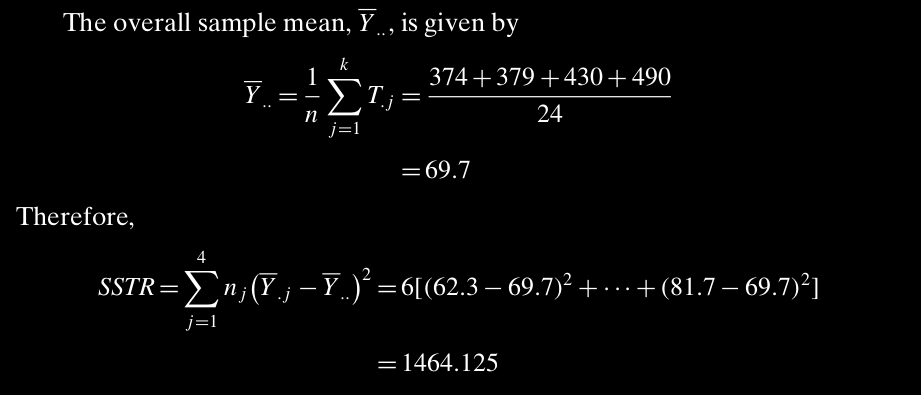 The overall sample mean, Y̅.., is given by
Y̅.. = 1/n ∑_{j=1}^{k} T.j = (374 + 379 + 430 + 490)/24
= 69.7
Therefore,
SSTR = ∑_{j=1}^{4} n_j(Y̅.j − Y̅..)² = 6[(62.3 − 69.7)² + ··· + (81.7 − 69.7)²]
= 1464.125